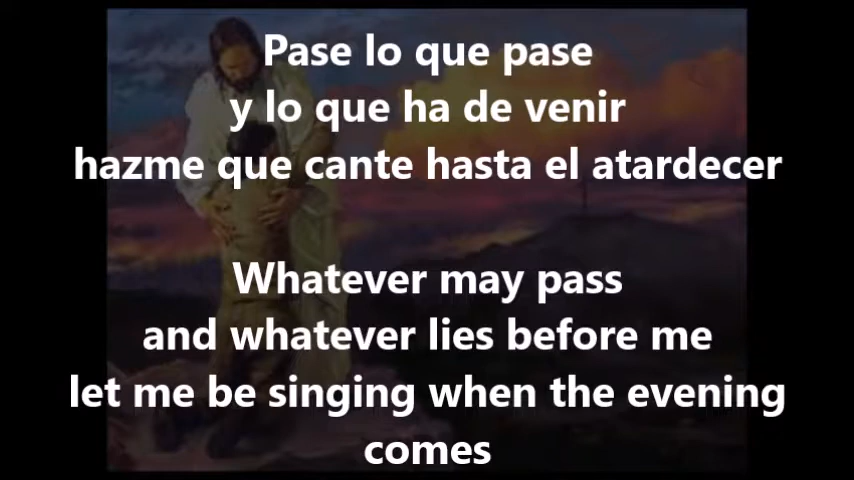 Pase lo que pase
y lo que ha de venir
hazme que cante hasta el atardecer
Whatever may pass
and whatever lies before me
let me be singing when the evening
comes